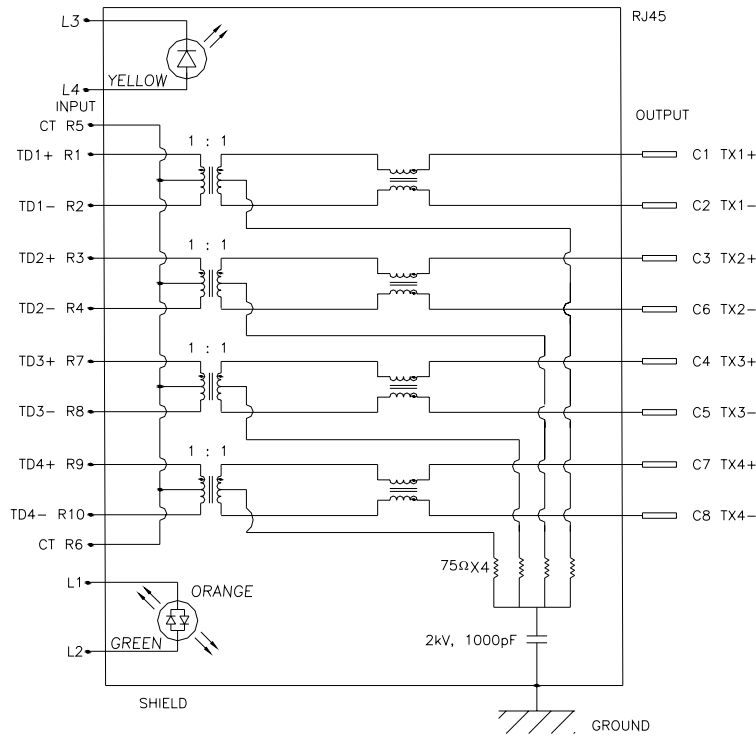 L3
RJ45
YELLOW
L4
INPUT
OUTPUT
CT R5
1 : 1
TD1+ R1
C1 TX1+
TD1- R2
C2 TX1-
1 : 1
TD2+ R3
C3 TX2+
TD2- R4
C6 TX2-
1 : 1
TD3+ R7
C4 TX3+
TD3- R8
C5 TX3-
1 : 1
TD4+ R9
C7 TX4+
TD4- R10
C8 TX4-
CT R6
75ΩX4
L1
ORANGE
GREEN
L2
2kV, 1000pF
SHIELD
GROUND